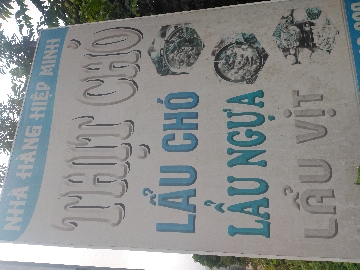 NHÀ HÀNG HIỆP MINH
THỊT CHÓ
LẨU CHÓ
LẨU NGỰA
LẨU VỊT